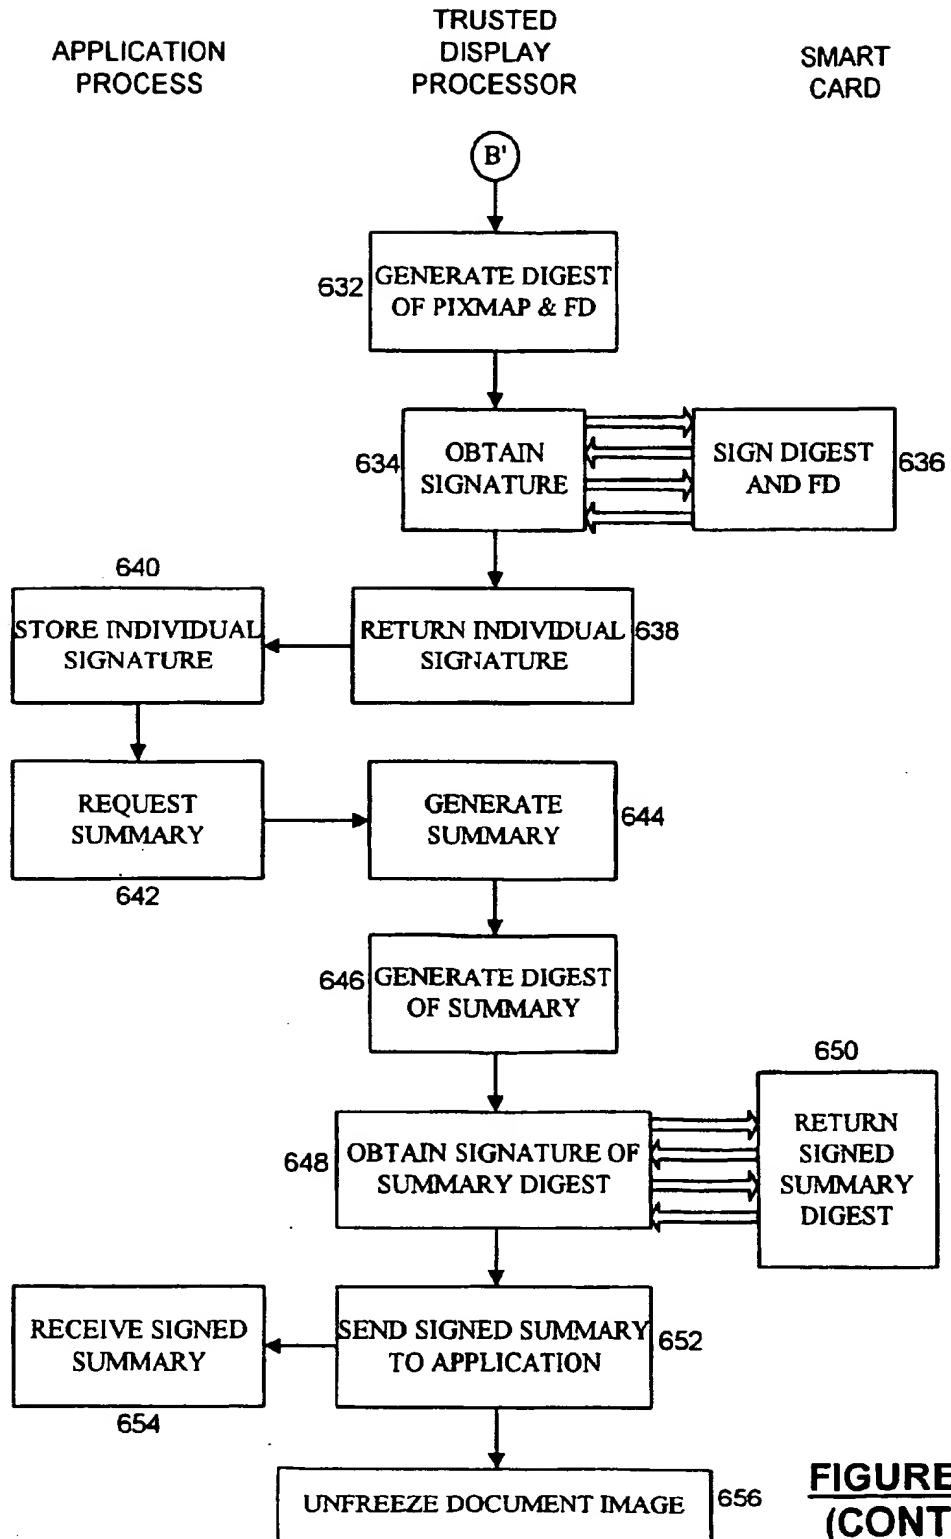 APPLICATION
PROCESS
TRUSTED
DISPLAY
PROCESSOR
SMART
CARD
B'
632
GENERATE DIGEST
OF PIXMAP & FD
634
OBTAIN
SIGNATURE
SIGN DIGEST
AND FD
636
640
STORE INDIVIDUAL
SIGNATURE
RETURN INDIVIDUAL
SIGNATURE
638
REQUEST
SUMMARY
642
GENERATE
SUMMARY
644
646
GENERATE DIGEST
OF SUMMARY
648
OBTAIN SIGNATURE OF
SUMMARY DIGEST
650
RETURN
SIGNED
SUMMARY
DIGEST
RECEIVE SIGNED
SUMMARY
654
SEND SIGNED SUMMARY
TO APPLICATION
652
UNFREEZE DOCUMENT IMAGE
656
FIGURE
(CONT